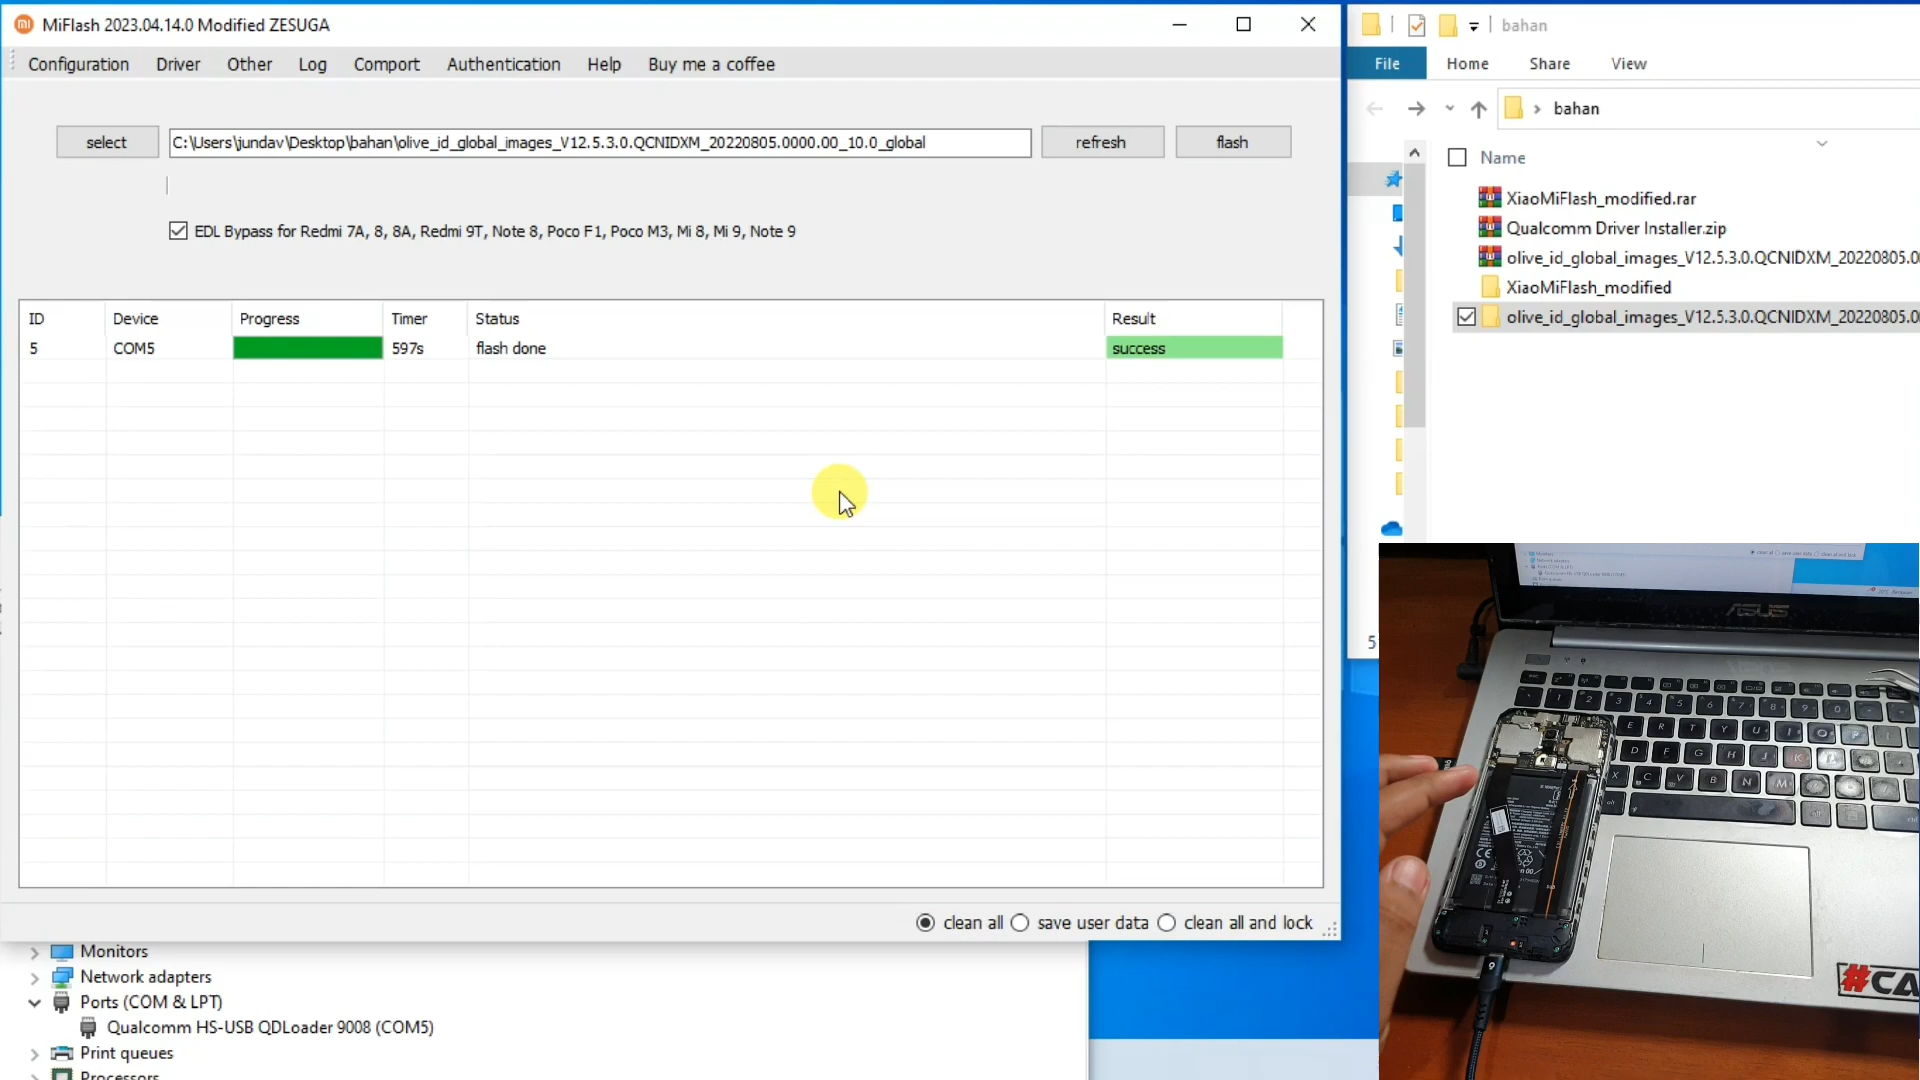 MiFlash 2023.04.14.0 Modified ZESUGA
Configuration Driver Other Log Comport Authentication Help Buy me a coffee
select
C:\Users\jundav\Desktop\bahan\olive_id_global_images_V12.5.3.0.QCNIDXM_20220805.0000.00_10.0_global
refresh
flash
EDL Bypass for Redmi 7A, 8, 8A, Redmi 9T, Note 8, Poco F1, Poco M3, Mi 8, Mi 9, Note 9
ID Device Progress Timer Status Result
5 COM5 597s flash done success
clean all save user data clean all and lock
Monitors
Network adapters
Ports (COM & LPT)
Qualcomm HS-USB QDLoader 9008 (COM5)
Print queues
Processors
bahan
File Home Share View
bahan
Name
XiaoMiFlash_modified.rar
Qualcomm Driver Installer.zip
olive_id_global_images_V12.5.3.0.QCNIDXM_20220805.0
XiaoMiFlash_modified
olive_id_global_images_V12.5.3.0.QCNIDXM_20220805.0
5
ASUS
#CA